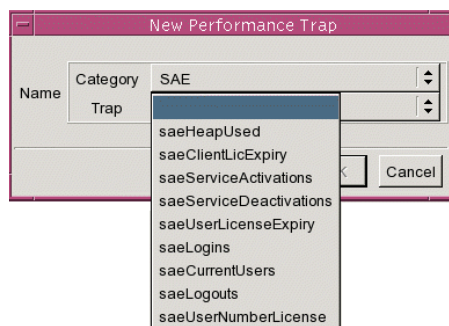 New Performance Trap
Name
Category SAE
Trap
saeHeapUsed
saeClientLicExpiry
saeServiceActivations
saeServiceDeactivations
saeUserLicenseExpiry
saeLogins
saeCurrentUsers
saeLogouts
saeUserNumberLicense
Cancel